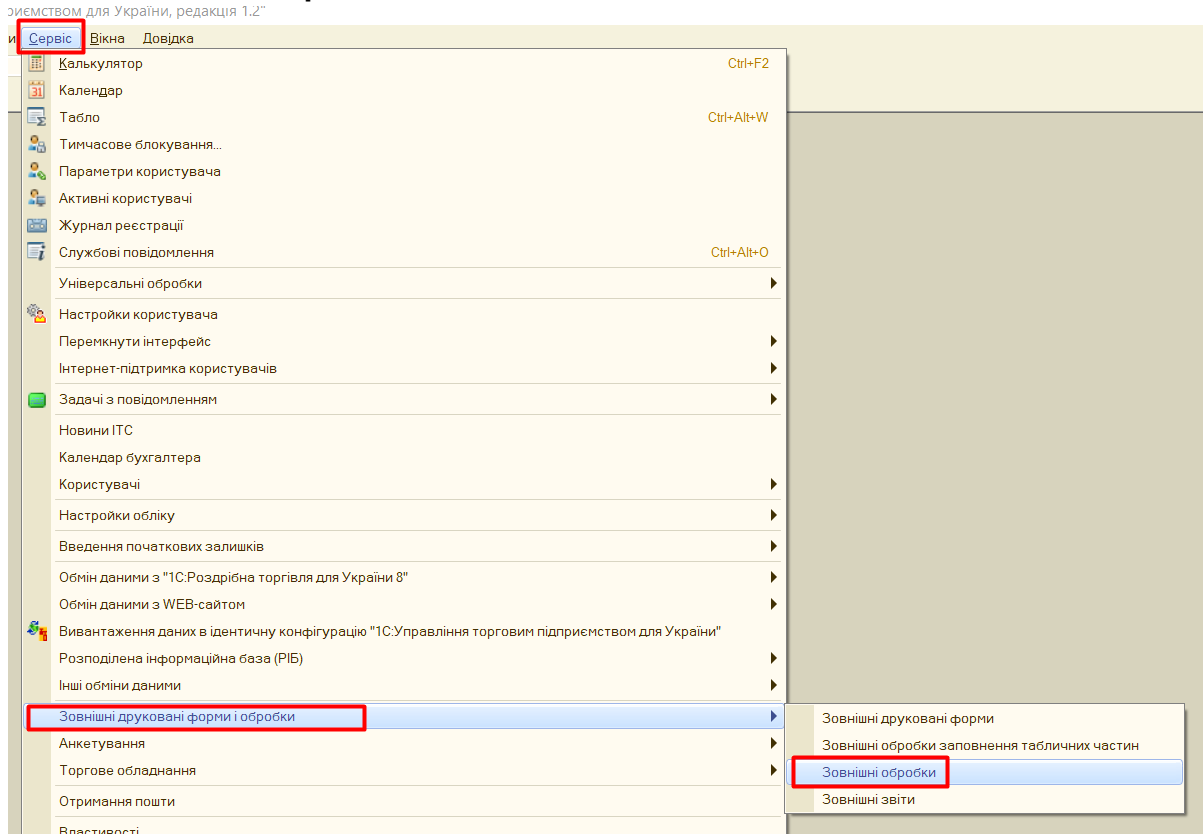 риємством для України, редакція 1.2"
и Сервіс Вікна Довідка
Калькулятор Ctrl+F2
31 Календар
Табло Ctrl+Alt+W
Тимчасове блокування...
Параметри користувача
Активні користувачі
Журнал реєстрації
Службові повідомлення Ctrl+Alt+O
Універсальні обробки
Настройки користувача
Перемкнути інтерфейс
Інтернет-підтримка користувачів
Задачі з повідомленням
Новини ІТС
Календар бухгалтера
Користувачі
Настройки обліку
Введення початкових залишків
Обмін даними з "1С:Роздрібна торгівля для України 8"
Обмін даними з WEB-сайтом
Вивантаження даних в ідентичну конфігурацію "1С:Управління торговим підприємством для України"
Розподілена інформаційна база (РІБ)
Інші обміни даними
Зовнішні друковані форми і обробки
Анкетування
Торгове обладнання
Отримання пошти
Властивості
Зовнішні друковані форми
Зовнішні обробки заповнення табличних частин
Зовнішні обробки
Зовнішні звіти